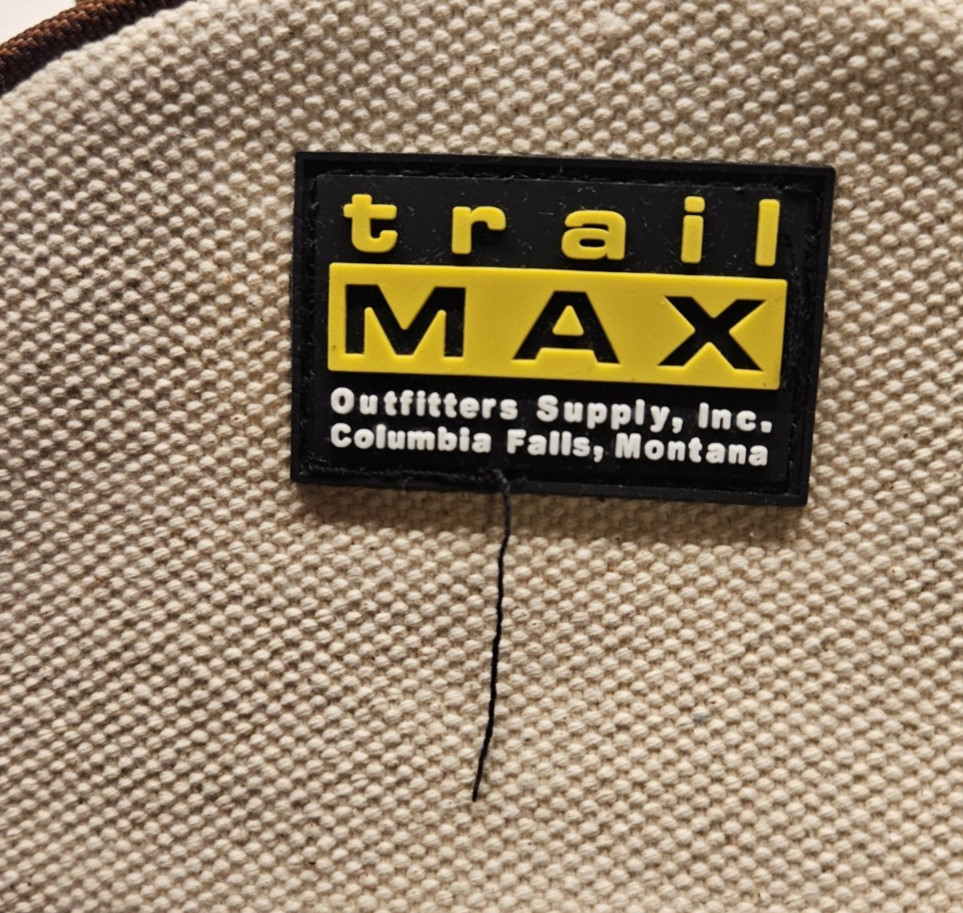 trail
MAX
Outfitters Supply, Inc.
Columbia Falls, Montana